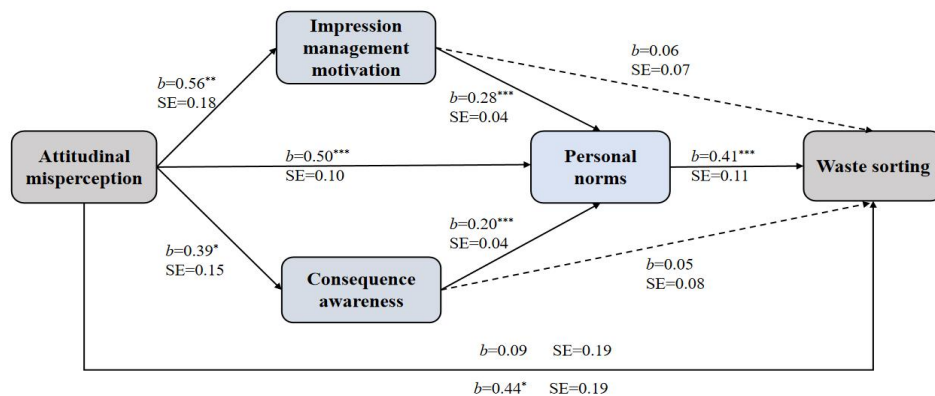 Impression
management
motivation
b=0.06
SE=0.07
b=0.56**
SE=0.18
b=0.28***
SE=0.04
Attitudinal
misperception
b=0.50***
SE=0.10
Personal
norms
b=0.41***
SE=0.11
Waste sorting
b=0.39*
SE=0.15
b=0.20***
SE=0.04
Consequence
awareness
b=0.05
SE=0.08
b=0.09 SE=0.19
b=0.44* SE=0.19